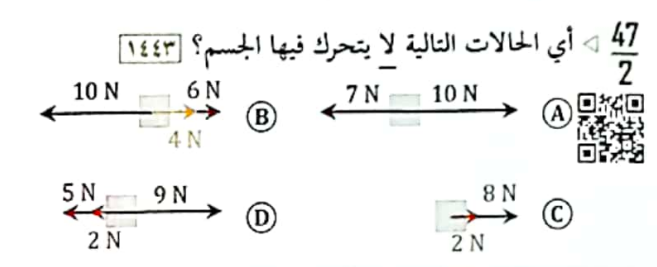 47/2 ◁ أي الحالات التالية لا يتحرك فيها الجسم؟ ١٤٤٣
A 7 N 10 N
B 10 N 6 N 4 N
C 8 N 2 N
D 5 N 9 N 2 N